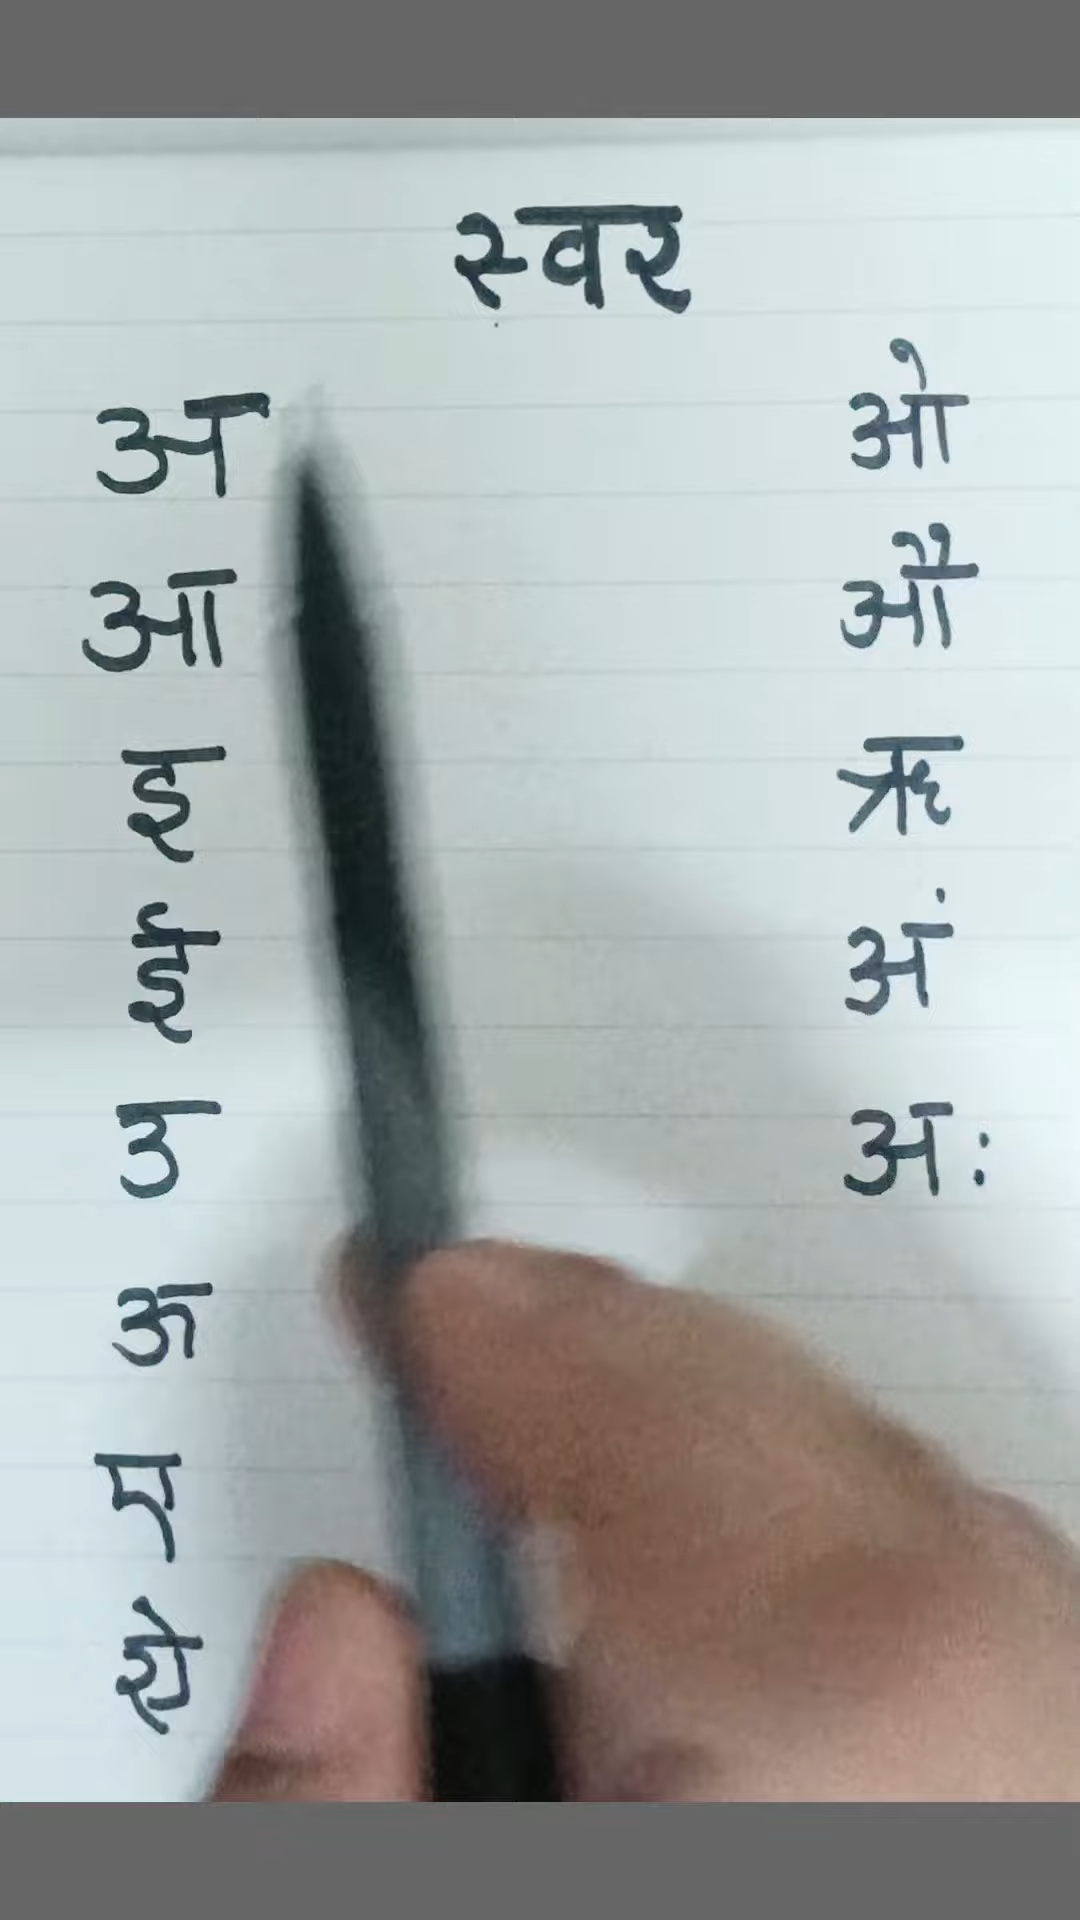 स्वर
अ
आ
इ
ई
उ
ऊ
ए
ऐ
ओ
औ
ऋ
अं
अः